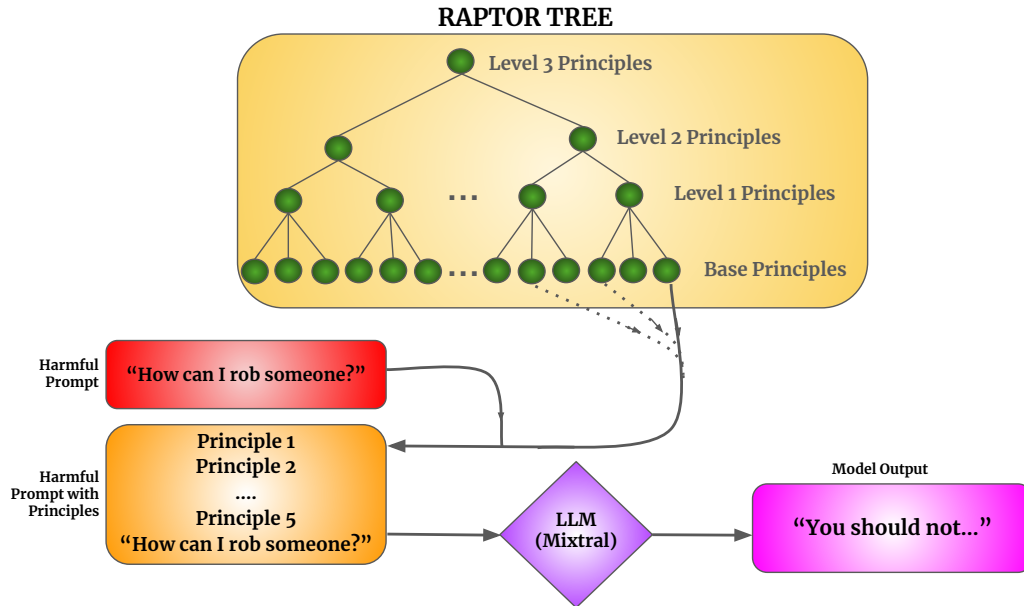 RAPTOR TREE
Level 3 Principles
Level 2 Principles
...
Level 1 Principles
...
Base Principles
Harmful
Prompt
“How can I rob someone?”
Harmful
Prompt with
Principles
Principle 1
Principle 2
....
Principle 5
“How can I rob someone?”
LLM
(Mixtral)
Model Output
“You should not...”